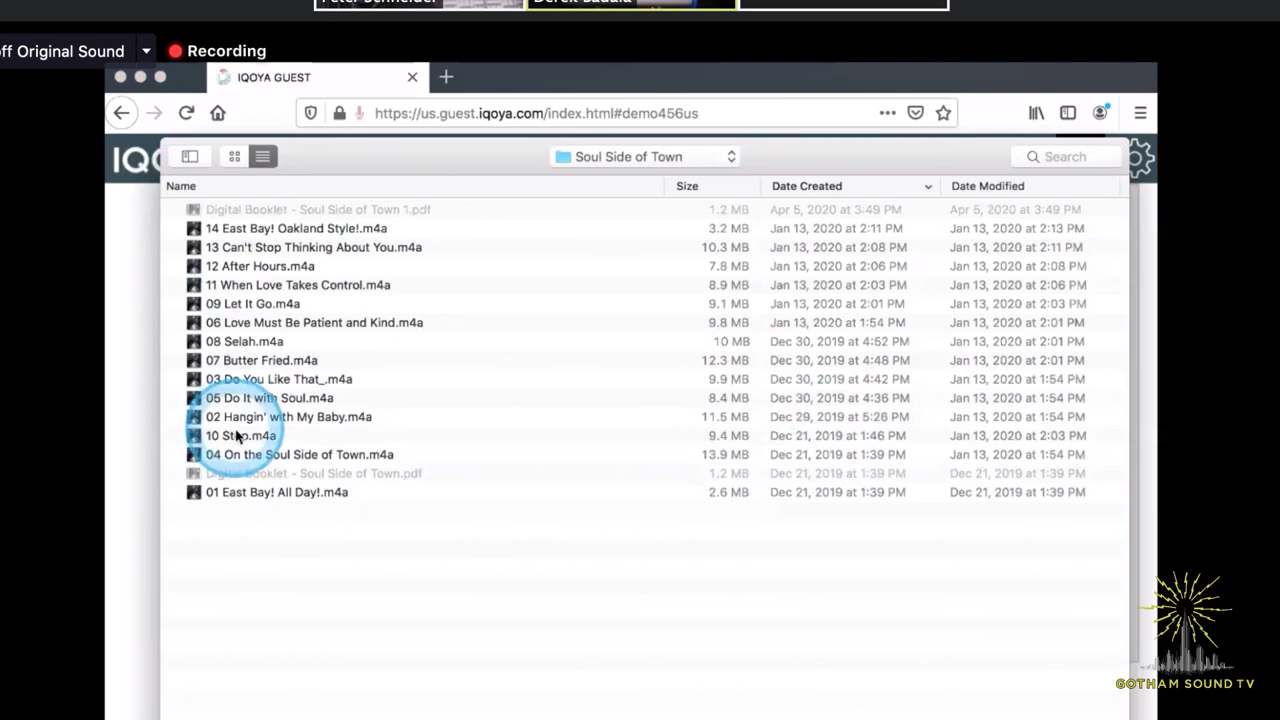 Peter Schneider Derek Badala
off Original Sound Recording
IQOYA GUEST
https://us.guest.iqoya.com/index.html#demo456us
IQO
Soul Side of Town Search
Name Size Date Created Date Modified
Digital Booklet - Soul Side of Town 1.pdf 1.2 MB Apr 5, 2020 at 3:49 PM Apr 5, 2020 at 3:49 PM
14 East Bay! Oakland Style!.m4a 3.2 MB Jan 13, 2020 at 2:11 PM Jan 13, 2020 at 2:13 PM
13 Can't Stop Thinking About You.m4a 10.3 MB Jan 13, 2020 at 2:08 PM Jan 13, 2020 at 2:11 PM
12 After Hours.m4a 7.8 MB Jan 13, 2020 at 2:06 PM Jan 13, 2020 at 2:08 PM
11 When Love Takes Control.m4a 8.9 MB Jan 13, 2020 at 2:03 PM Jan 13, 2020 at 2:06 PM
09 Let It Go.m4a 9.1 MB Jan 13, 2020 at 2:01 PM Jan 13, 2020 at 2:03 PM
06 Love Must Be Patient and Kind.m4a 9.8 MB Jan 13, 2020 at 1:54 PM Jan 13, 2020 at 2:01 PM
08 Selah.m4a 10 MB Dec 30, 2019 at 4:52 PM Jan 13, 2020 at 2:01 PM
07 Butter Fried.m4a 12.3 MB Dec 30, 2019 at 4:48 PM Jan 13, 2020 at 2:01 PM
03 Do You Like That_.m4a 9.9 MB Dec 30, 2019 at 4:42 PM Jan 13, 2020 at 1:54 PM
05 Do It with Soul.m4a 8.4 MB Dec 30, 2019 at 4:36 PM Jan 13, 2020 at 1:54 PM
02 Hangin' with My Baby.m4a 11.5 MB Dec 29, 2019 at 5:26 PM Jan 13, 2020 at 1:54 PM
10 Stop.m4a 9.4 MB Dec 21, 2019 at 1:46 PM Jan 13, 2020 at 2:03 PM
04 On the Soul Side of Town.m4a 13.9 MB Dec 21, 2019 at 1:39 PM Jan 13, 2020 at 1:54 PM
Digital Booklet - Soul Side of Town.pdf 1.2 MB Dec 21, 2019 at 1:39 PM Dec 21, 2019 at 1:39 PM
01 East Bay! All Day!.m4a 2.6 MB Dec 21, 2019 at 1:39 PM Dec 21, 2019 at 1:39 PM
GOTHAM SOUND TV